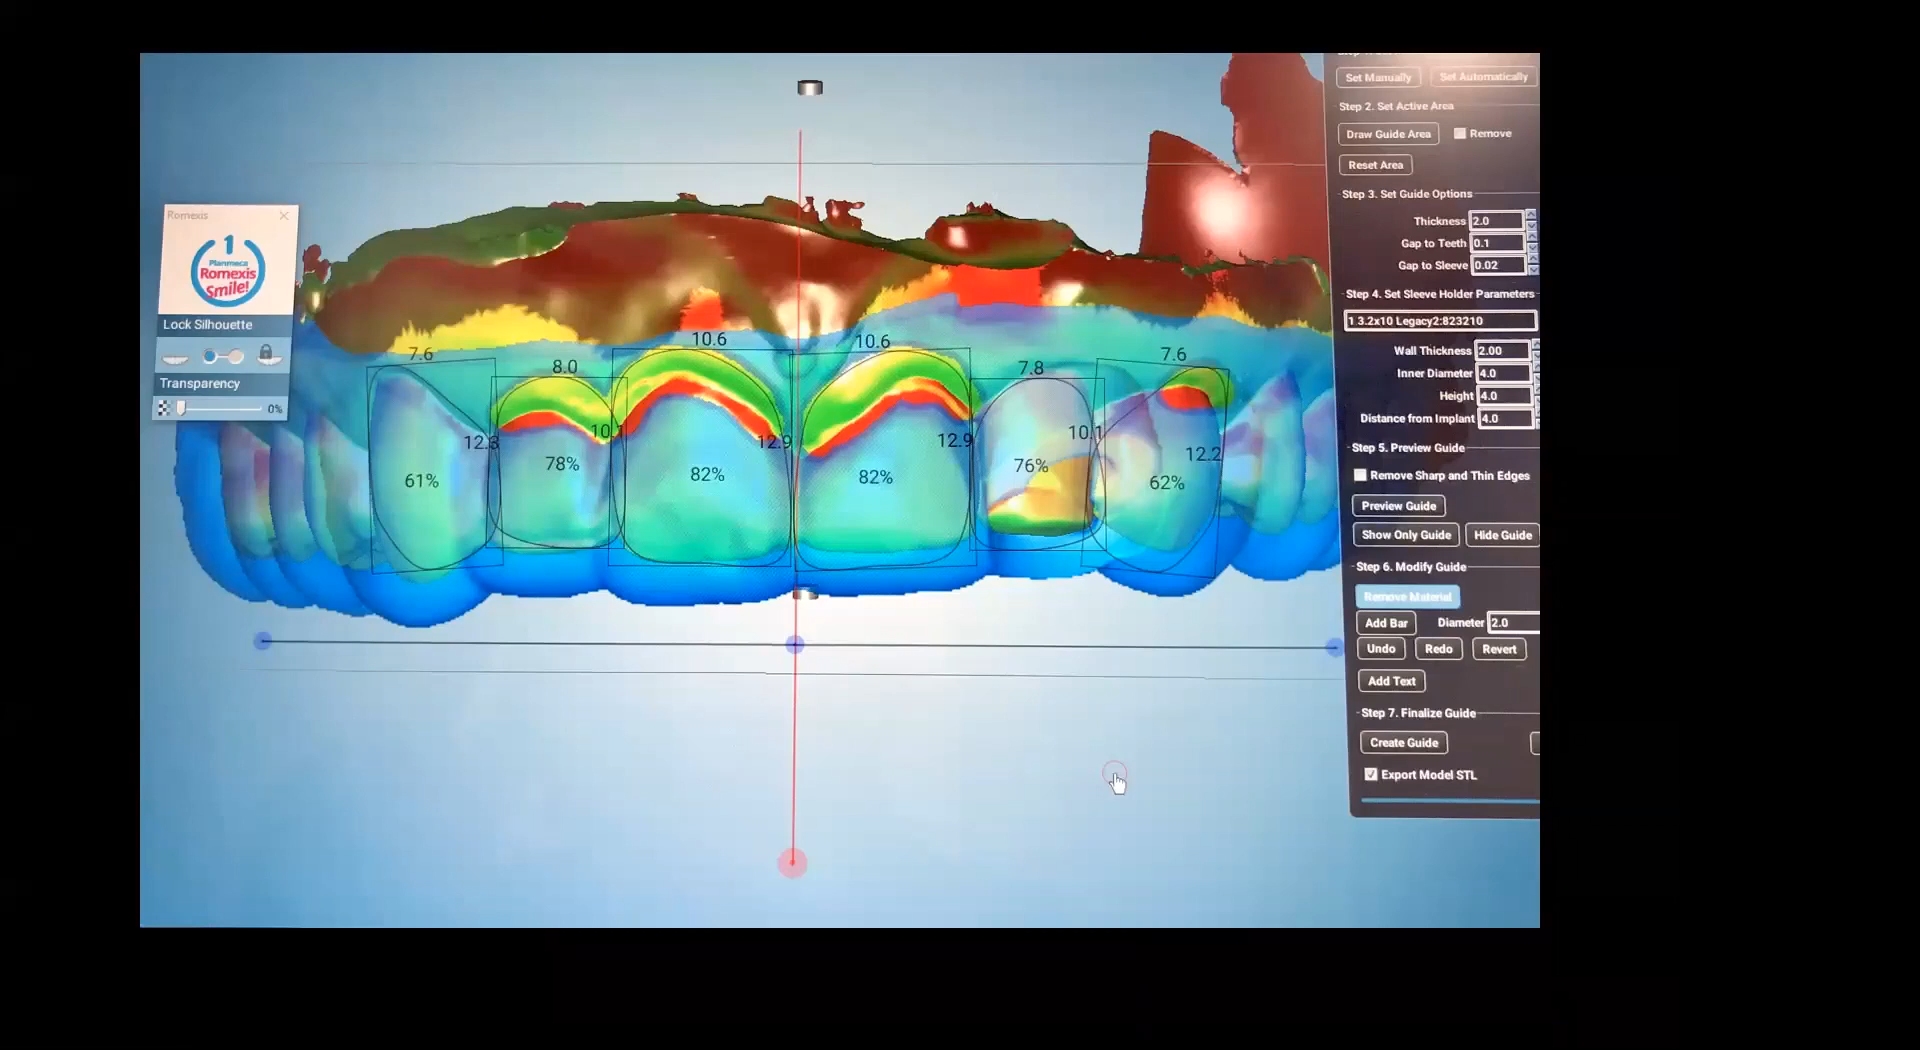 Romexis
1
Planmeca
Romexis
Smile!
Lock Silhouette
Transparency
0%
7.6
8.0
10.6
10.6
7.8
7.6
12.3
10.1
12.9
12.9
10.1
12.2
61%
78%
82%
82%
76%
62%
Set Manually Set Automatically
Step 2. Set Active Area
Draw Guide Area Remove
Reset Area
Step 3. Set Guide Options
Thickness 2.0
Gap to Teeth 0.1
Gap to Sleeve 0.02
Step 4. Set Sleeve Holder Parameters
1 3.2x10 Legacy2:823210
Wall Thickness 2.00
Inner Diameter 4.0
Height 4.0
Distance from Implant 4.0
Step 5. Preview Guide
Remove Sharp and Thin Edges
Preview Guide
Show Only Guide Hide Guide
Step 6. Modify Guide
Remove Material
Add Bar Diameter 2.0
Undo Redo Revert
Add Text
Step 7. Finalize Guide
Create Guide
Export Model STL